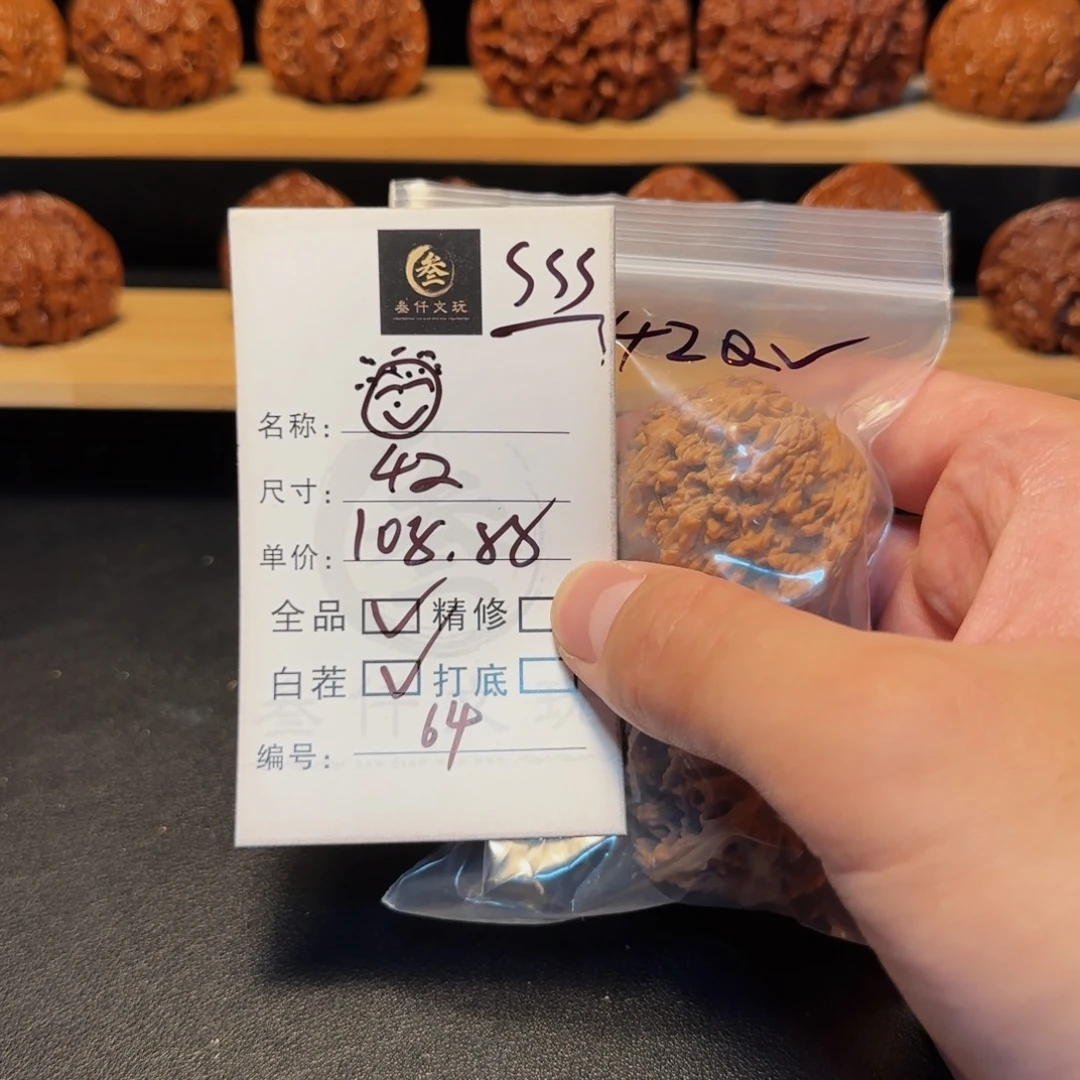 叁
叁仟文玩
SSS
42QV
名称:
尺寸: 42
单价: 108.88
全品 ✓ 精修
白茬 ✓ 打底
编号: 64